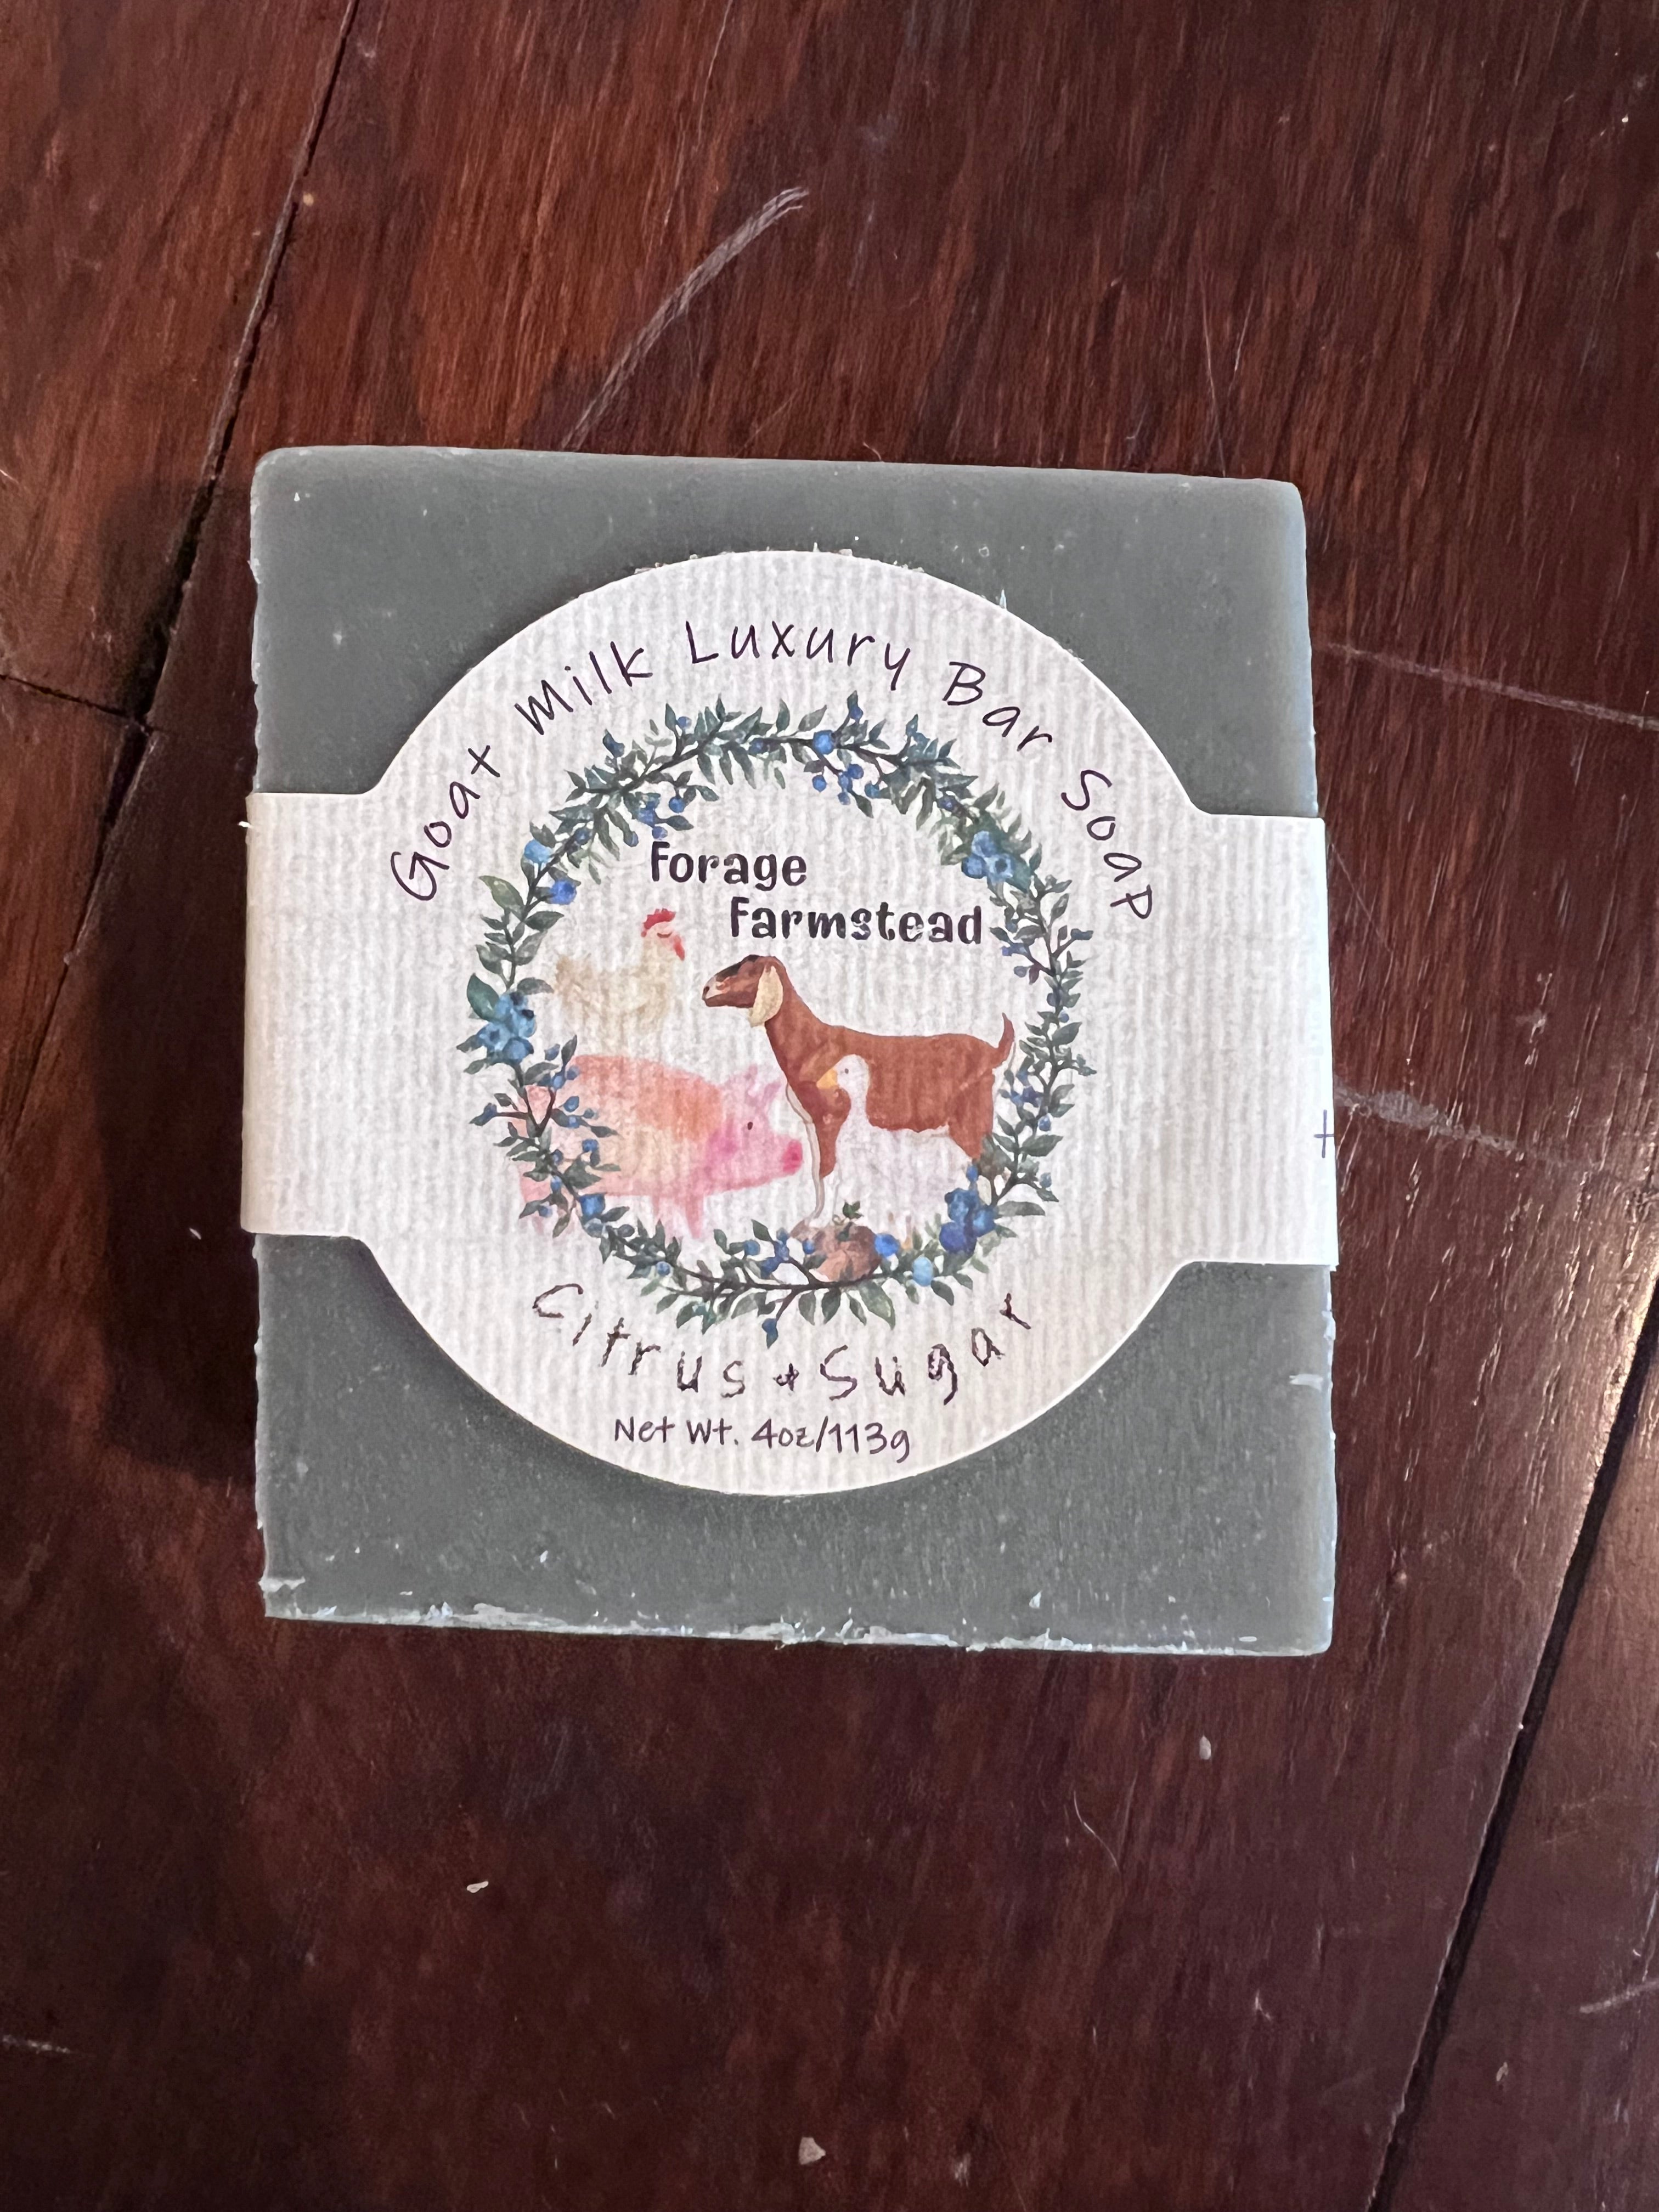 Goat Milk Luxury Bar Soap
Forage
Farmstead
Citrus + Sugar
Net Wt. 4oz/113g